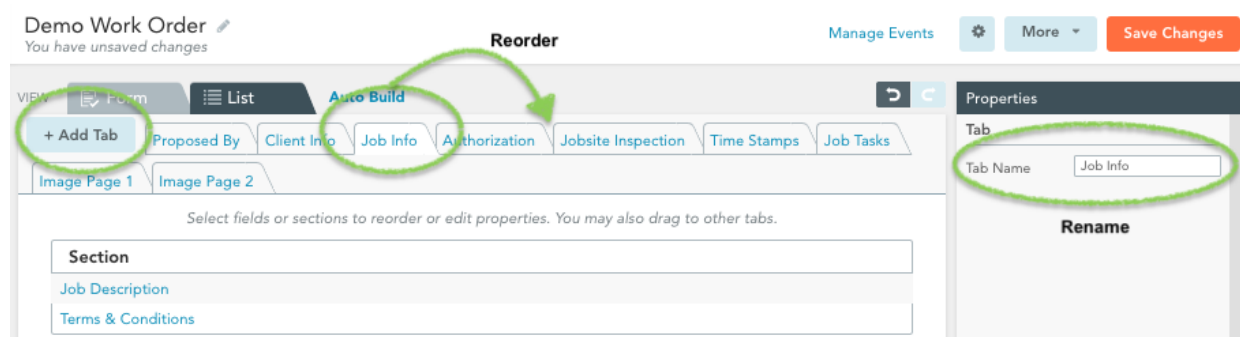 Demo Work Order
You have unsaved changes
Reorder
Manage Events
More
Save Changes
VIEW Form List Auto Build
Properties
+ Add Tab Proposed By Client Info Job Info Authorization Jobsite Inspection Time Stamps Job Tasks
Tab
Tab Name Job Info
Image Page 1 Image Page 2
Rename
Select fields or sections to reorder or edit properties. You may also drag to other tabs.
Section
Job Description
Terms & Conditions